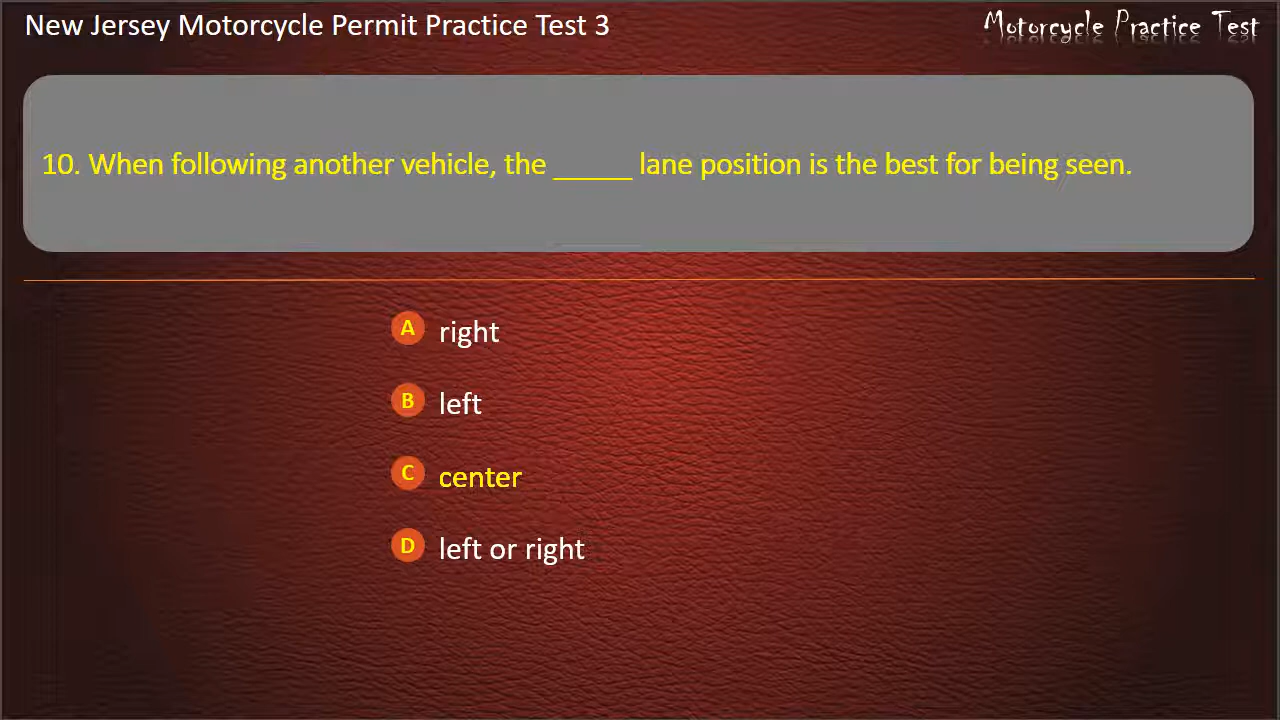 New Jersey Motorcycle Permit Practice Test 3
Motorcycle Practice Test
10. When following another vehicle, the _____ lane position is the best for being seen.
A right
B left
C center
D left or right